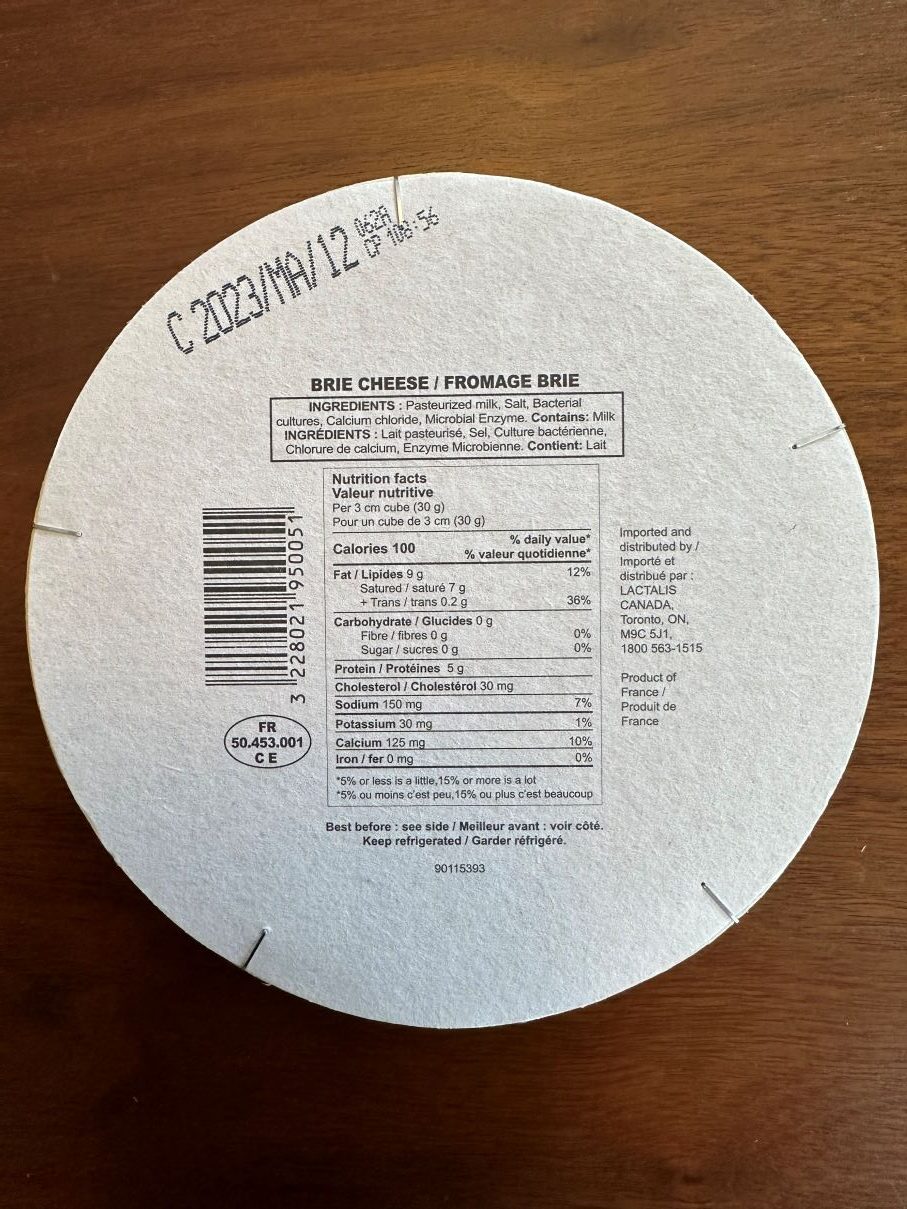 C 2023/MA/12
062A
CP 108:56
BRIE CHEESE / FROMAGE BRIE
INGREDIENTS : Pasteurized milk, Salt, Bacterial
cultures, Calcium chloride, Microbial Enzyme. Contains: Milk
INGRÉDIENTS : Lait pasteurisé, Sel, Culture bactérienne,
Chlorure de calcium, Enzyme Microbienne. Contient: Lait
Nutrition facts
Valeur nutritive
Per 3 cm cube (30 g)
Pour un cube de 3 cm (30 g)
Calories 100
% daily value*
% valeur quotidienne*
Fat / Lipides 9 g 12%
Satured / saturé 7 g
+ Trans / trans 0.2 g 36%
Carbohydrate / Glucides 0 g
Fibre / fibres 0 g 0%
Sugar / sucres 0 g 0%
Protein / Protéines 5 g
Cholesterol / Cholestérol 30 mg
Sodium 150 mg 7%
Potassium 30 mg 1%
Calcium 125 mg 10%
Iron / fer 0 mg 0%
*5% or less is a little,15% or more is a lot
*5% ou moins c'est peu,15% ou plus c'est beaucoup
3 228021 950051
FR
50.453.001
C E
Imported and
distributed by /
Importé et
distribué par :
LACTALIS
CANADA,
Toronto, ON,
M9C 5J1,
1800 563-1515
Product of
France /
Produit de
France
Best before : see side / Meilleur avant : voir côté.
Keep refrigerated / Garder réfrigéré.
90115393